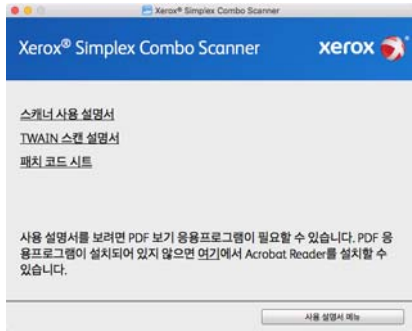 Xerox® Simplex Combo Scanner
Xerox® Simplex Combo Scanner
xerox
스캐너 사용 설명서
TWAIN 스캔 설명서
패치 코드 시트
사용 설명서를 보려면 PDF 보기 응용프로그램이 필요할 수 있습니다. PDF 응
용프로그램이 설치되어 있지 않으면 여기에서 Acrobat Reader를 설치할 수
있습니다.
사용 설명서 메뉴